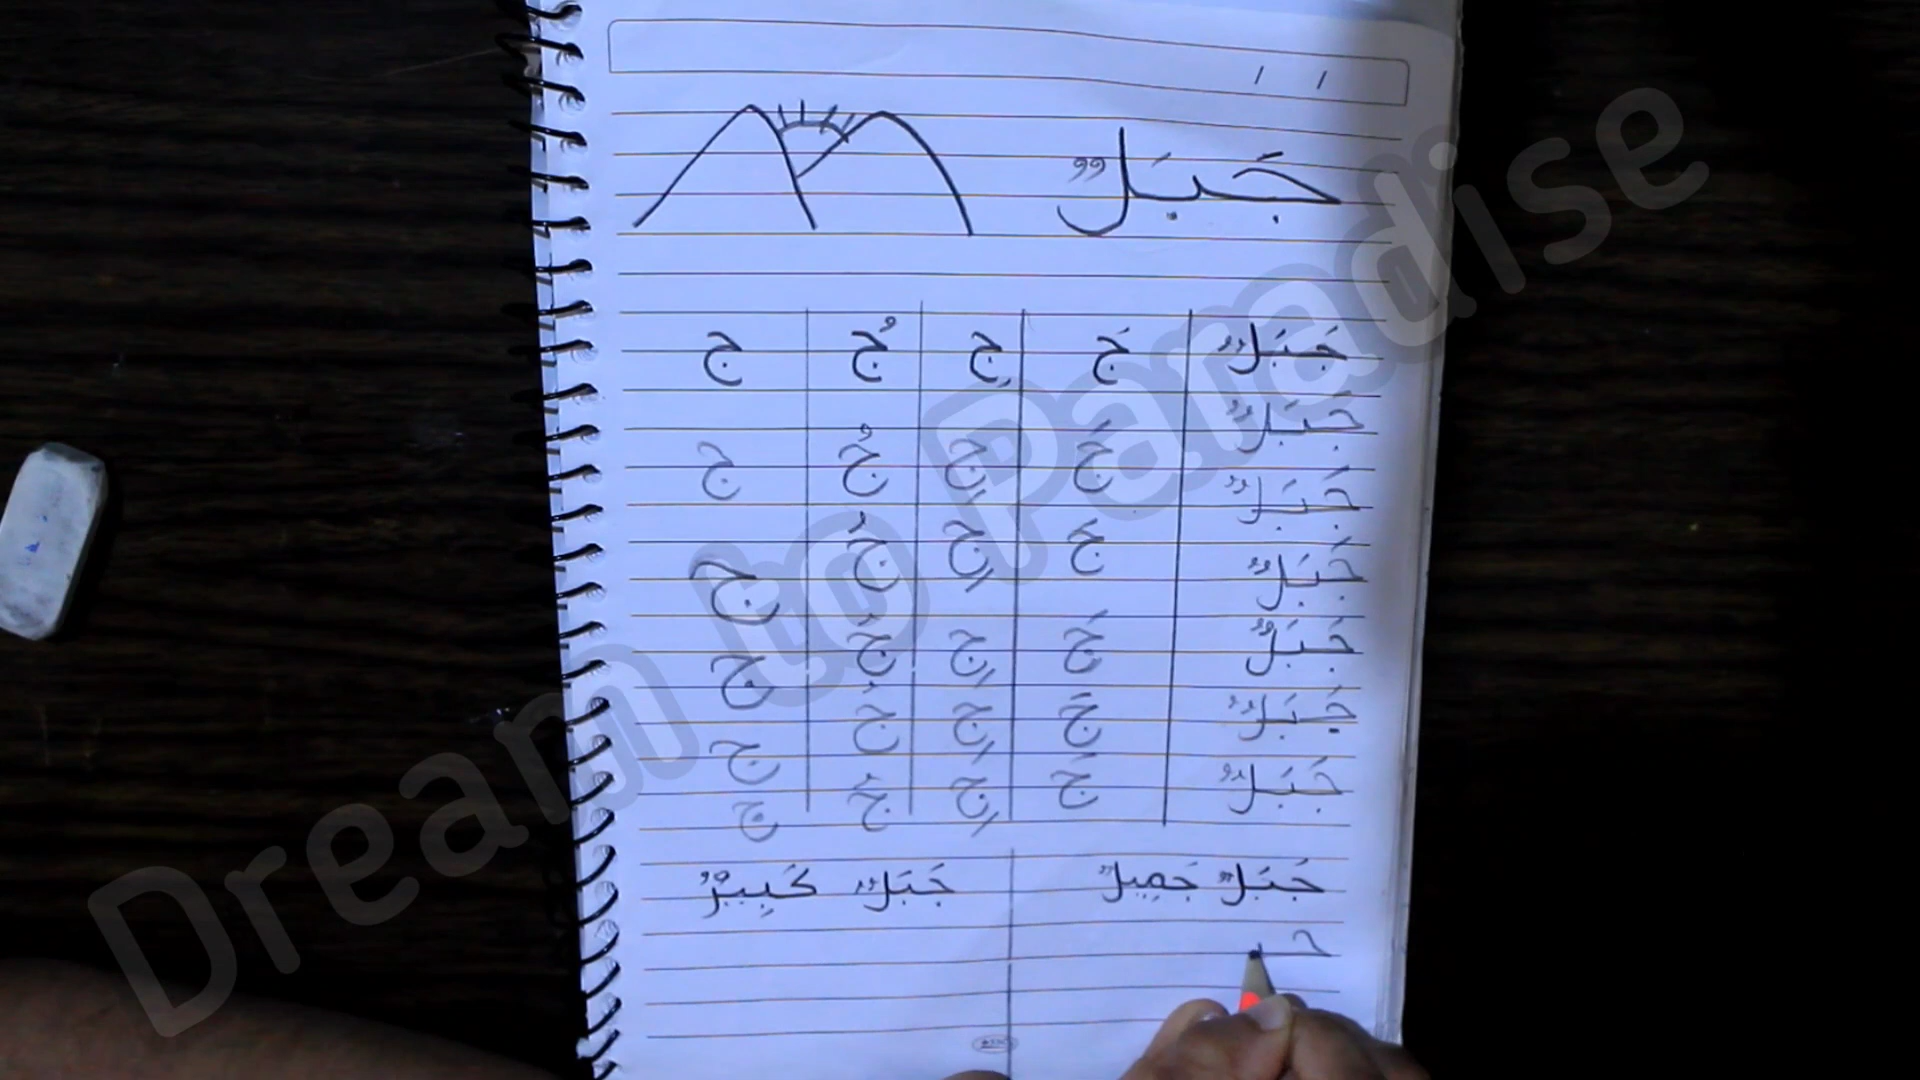 جَبَلٌ
جَبَلٌ جَ جِ جُ ج
جَبَلٌ
جَ جِ جُ ج
جَبَلٌ
جَ جِ جُ
جَبَلٌ ج
جَبَلٌ جَ جِ جُ ج
جَبَلٌ جَ جِ جُ ج
جَبَلٌ جَ جِ جُ ج
جَبَلٌ جَمِيلٌ جَبَلٌ كَبِيرٌ
Dream to Paradise